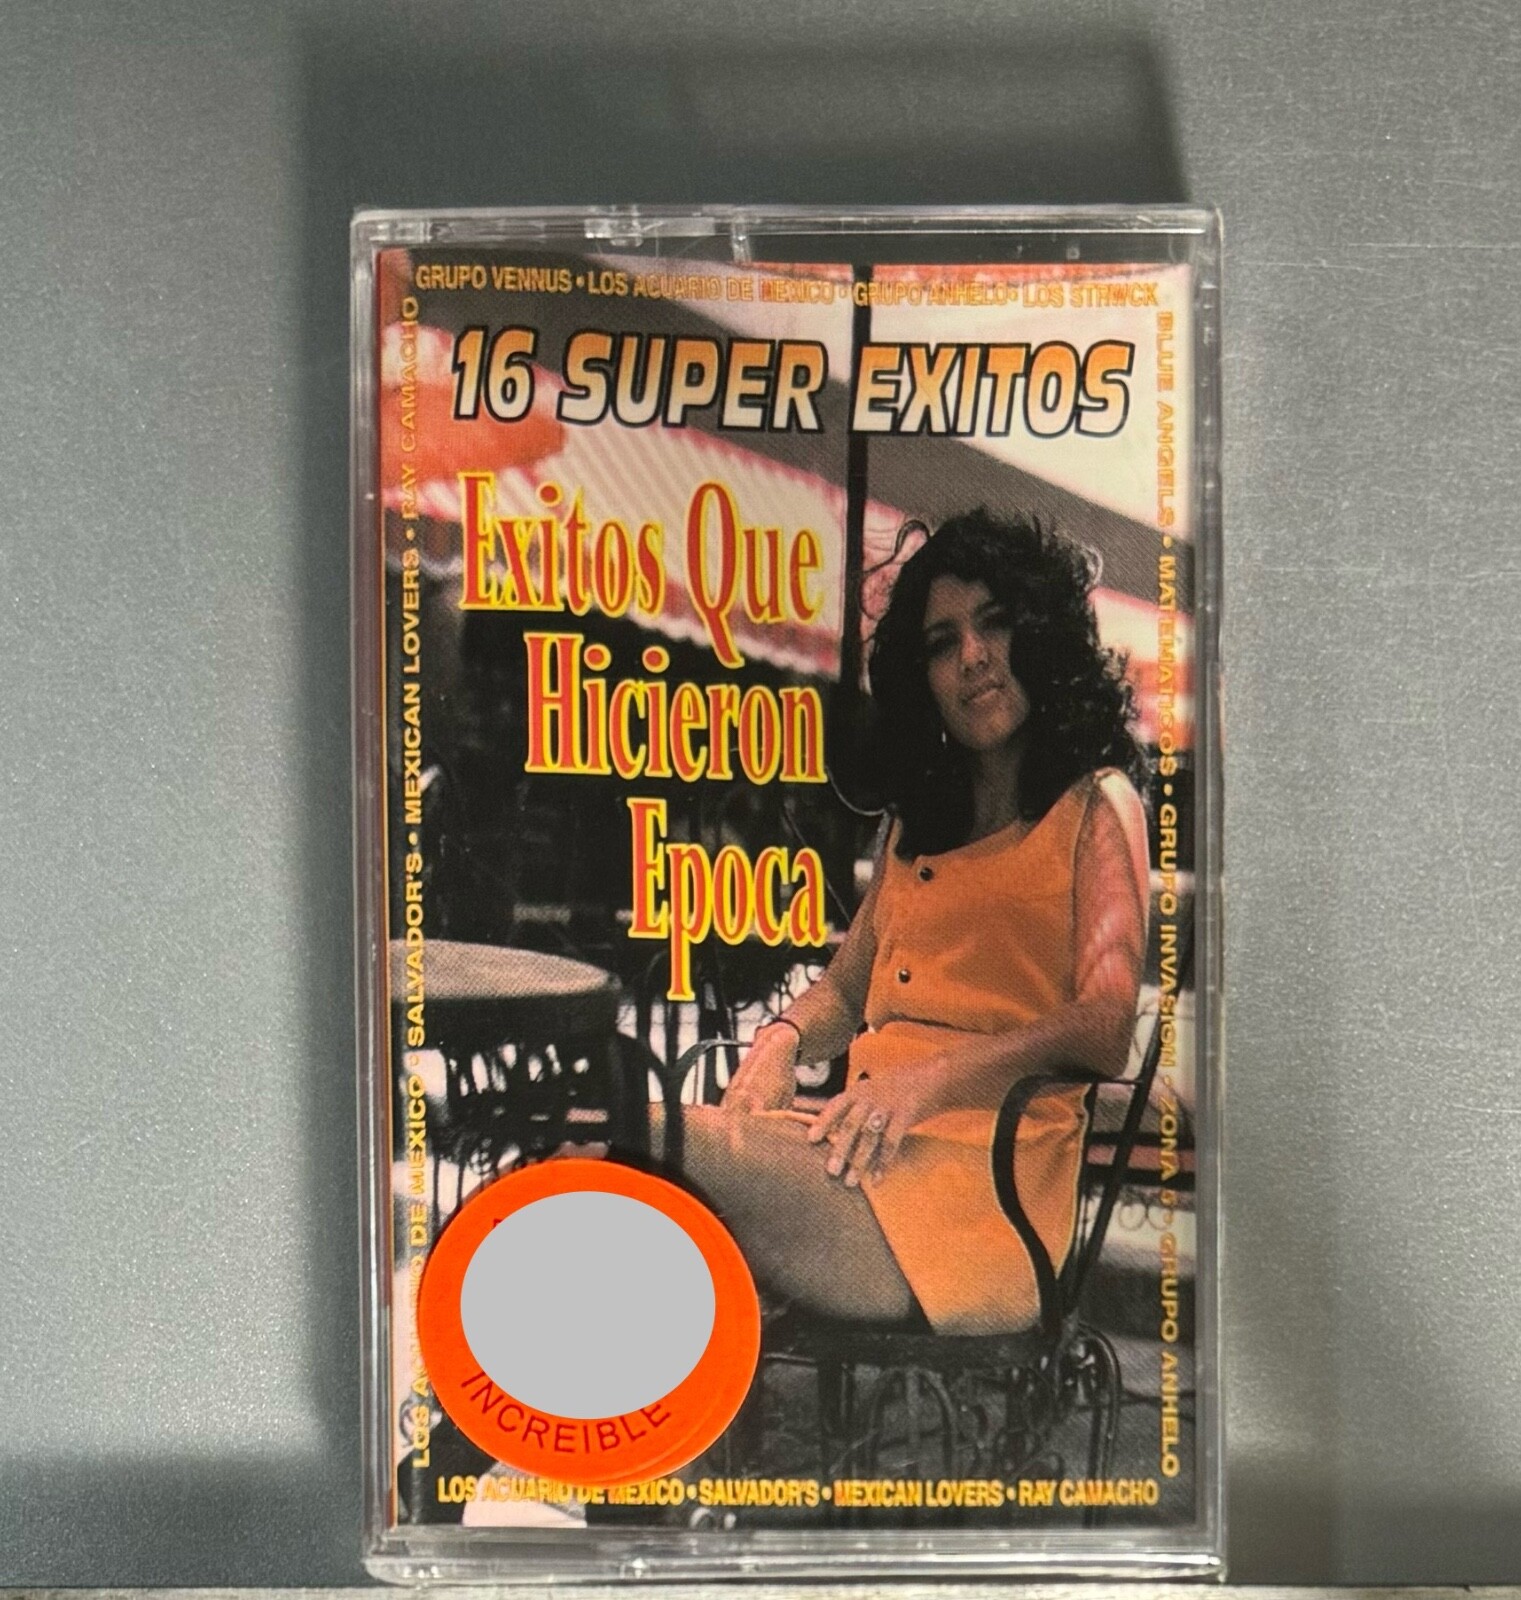 GRUPO VENNUS • LOS ACUARIO DE MEXICO • GRUPO ANHELO • LOS STRWCK
16 SUPER EXITOS
Exitos Que
Hicieron
Epoca
LOS ACUARIO DE MEXICO • SALVADOR'S • MEXICAN LOVERS • RAY CAMACHO
BLUE ANGELS • MATEMATICOS • GRUPO INVASION • ZONA 5 • GRUPO ANHELO
INCREIBLE
LOS ACUARIO DE MEXICO • SALVADOR'S • MEXICAN LOVERS • RAY CAMACHO